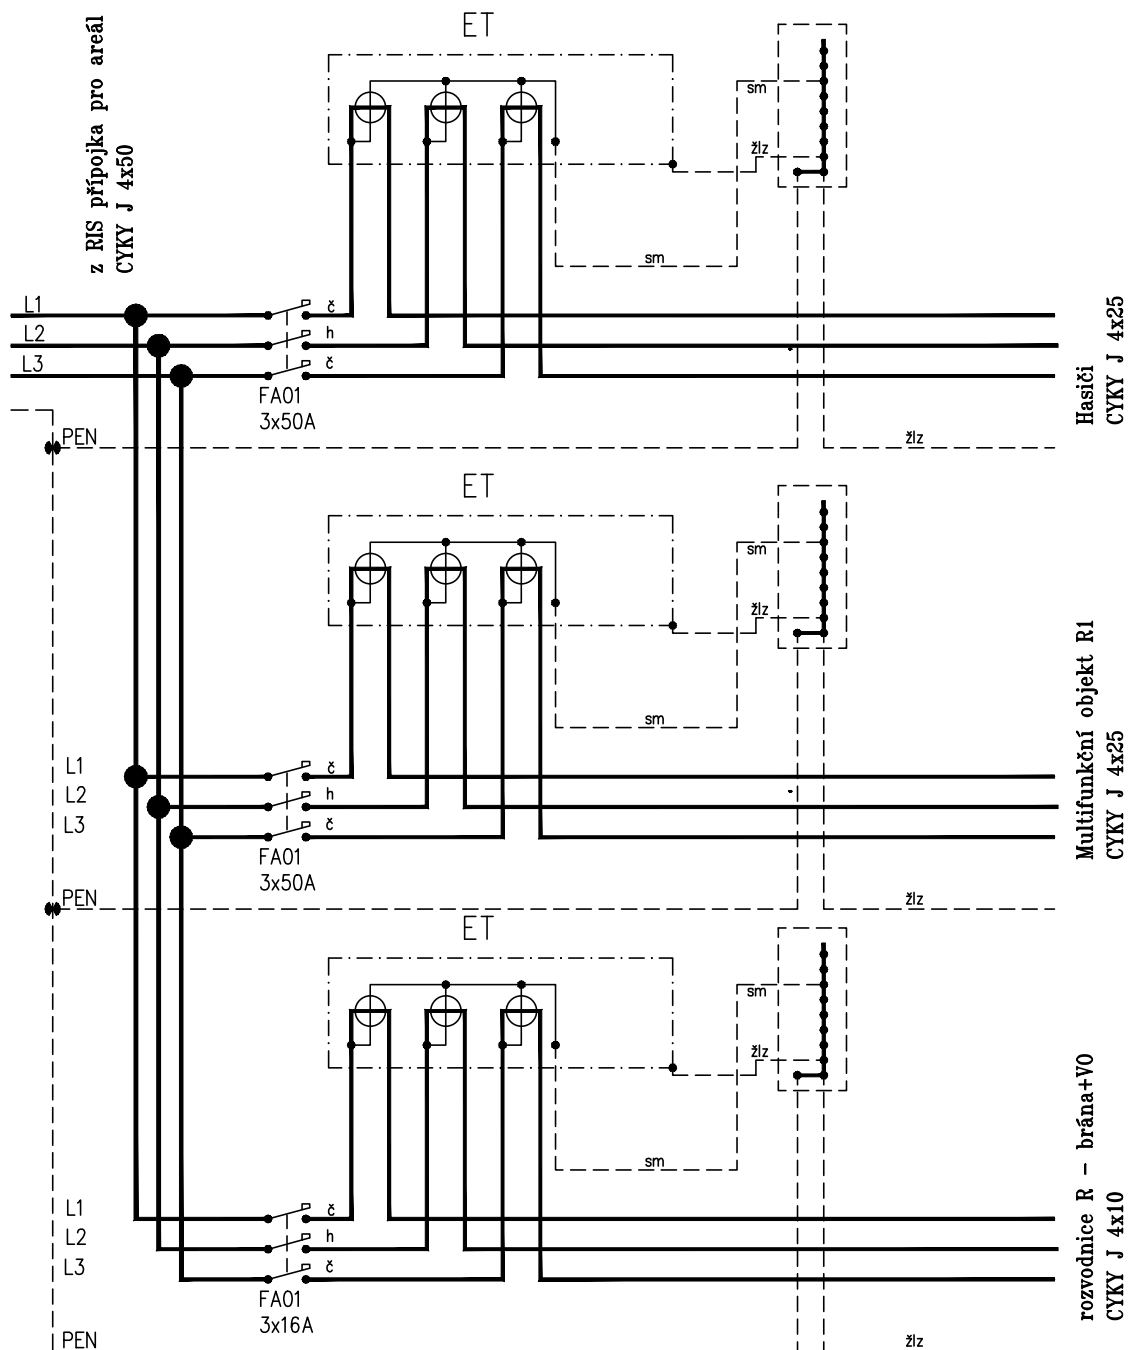 z RIS přípojka pro areál
CYKY J 4x50
ET
sm
žlz
sm
L1
č
L2
h
L3
č
FA01
3x50A
Hasiči
CYKY J 4x25
PEN
žlz
ET
sm
žlz
sm
L1
č
L2
h
L3
č
FA01
3x50A
Multifunkční objekt R1
CYKY J 4x25
PEN
žlz
ET
sm
žlz
sm
L1
č
L2
h
L3
č
FA01
3x16A
rozvodnice R – brána+VO
CYKY J 4x10
PEN
žlz